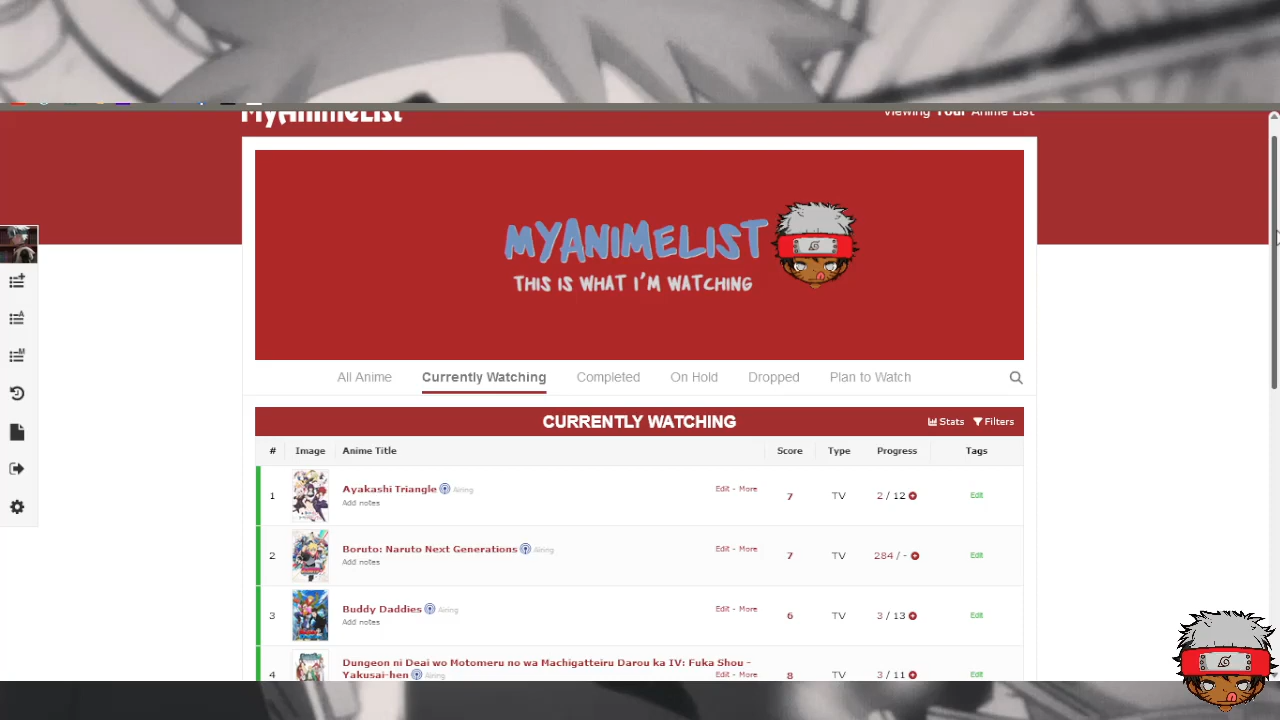 MyAnimeList
Viewing Your Anime List
MYANIMELIST
THIS IS WHAT I'M WATCHING
All Anime Currently Watching Completed On Hold Dropped Plan to Watch
CURRENTLY WATCHING Stats Filters
# Image Anime Title Score Type Progress Tags
1 Ayakashi Triangle Airing Edit - More 7 TV 2 / 12 Edit
Add notes
2 Boruto: Naruto Next Generations Airing Edit - More 7 TV 284 / - Edit
Add notes
3 Buddy Daddies Airing Edit - More 6 TV 3 / 13 Edit
Add notes
Dungeon ni Deai wo Motomeru no wa Machigatteiru Darou ka IV: Fuka Shou -
4 Yakusai-hen Airing Edit - More 8 TV 3 / 11 Edit